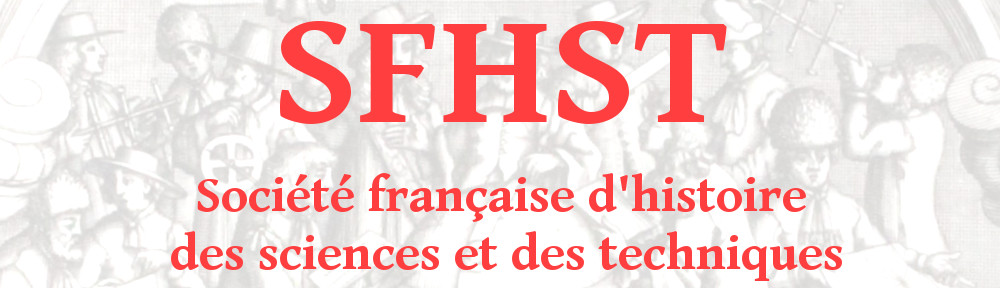 SFHST
Société française d'histoire
des sciences et des techniques